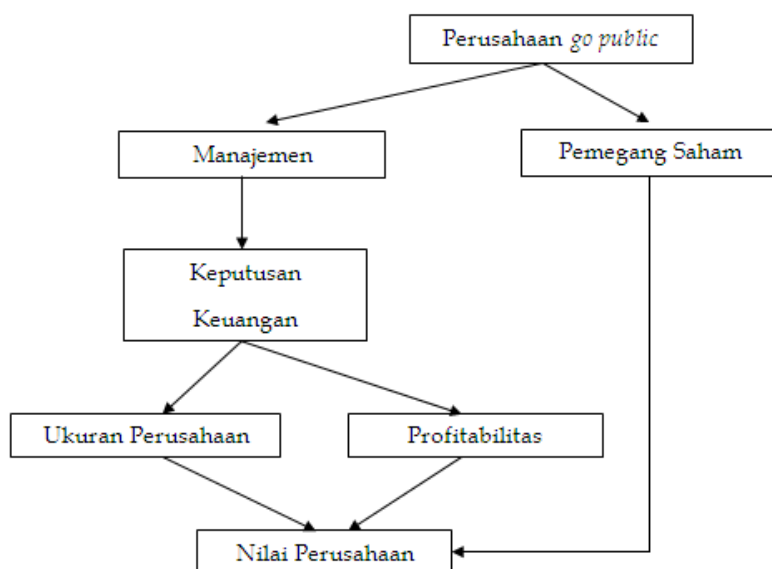 Perusahaan go public
Manajemen
Pemegang Saham
Keputusan
Keuangan
Ukuran Perusahaan
Profitabilitas
Nilai Perusahaan